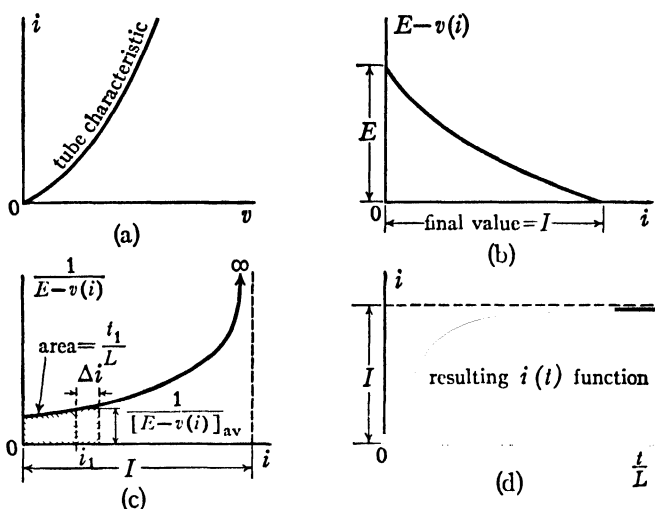 i
tube characteristic
0
v
(a)
E−v(i)
E
0
final value = I
i
(b)
1
E−v(i)
∞
area = t₁
L
Δi
1
[E−v(i)]av
0
i₁
I
i
(c)
i
I
resulting i(t) function
0
t
L
(d)